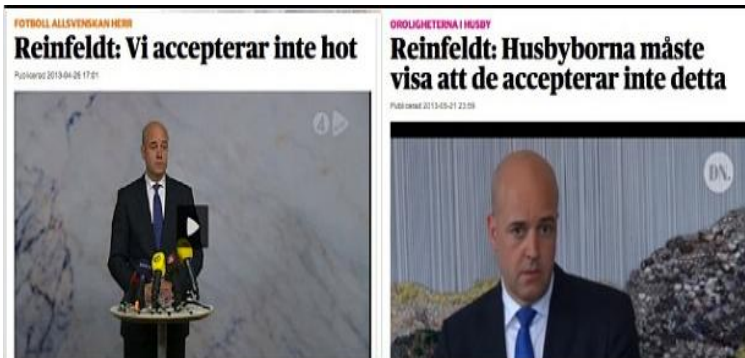 FOTBOLL ALLSVENSKAN HERR
Reinfeldt: Vi accepterar inte hot
Publicerad 2013-04-26 17:01
4
OROLIGHETERNA I HUSBY
Reinfeldt: Husbyborna måste
visa att de accepterar inte detta
Publicerad 2013-05-21 23:59
DN.